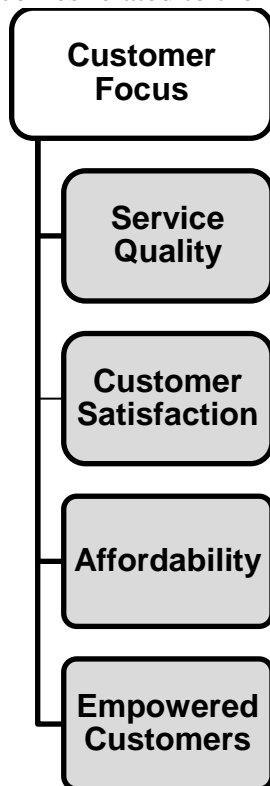 Customer
Focus
Service
Quality
Customer
Satisfaction
Affordability
Empowered
Customers